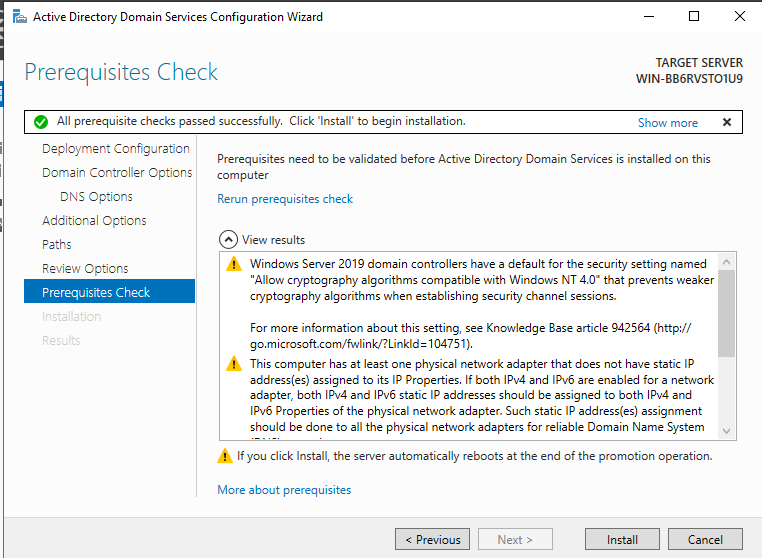 Active Directory Domain Services Configuration Wizard
Prerequisites Check
TARGET SERVER
WIN-BB6RVSTO1U9
All prerequisite checks passed successfully. Click 'Install' to begin installation.
Show more
Deployment Configuration
Domain Controller Options
DNS Options
Additional Options
Paths
Review Options
Prerequisites Check
Installation
Results
Prerequisites need to be validated before Active Directory Domain Services is installed on this
computer
Rerun prerequisites check
View results
Windows Server 2019 domain controllers have a default for the security setting named
"Allow cryptography algorithms compatible with Windows NT 4.0" that prevents weaker
cryptography algorithms when establishing security channel sessions.
For more information about this setting, see Knowledge Base article 942564 (http://
go.microsoft.com/fwlink/?LinkId=104751).
This computer has at least one physical network adapter that does not have static IP
address(es) assigned to its IP Properties. If both IPv4 and IPv6 are enabled for a network
adapter, both IPv4 and IPv6 static IP addresses should be assigned to both IPv4 and
IPv6 Properties of the physical network adapter. Such static IP address(es) assignment
should be done to all the physical network adapters for reliable Domain Name System
If you click Install, the server automatically reboots at the end of the promotion operation.
More about prerequisites
< Previous
Next >
Install
Cancel